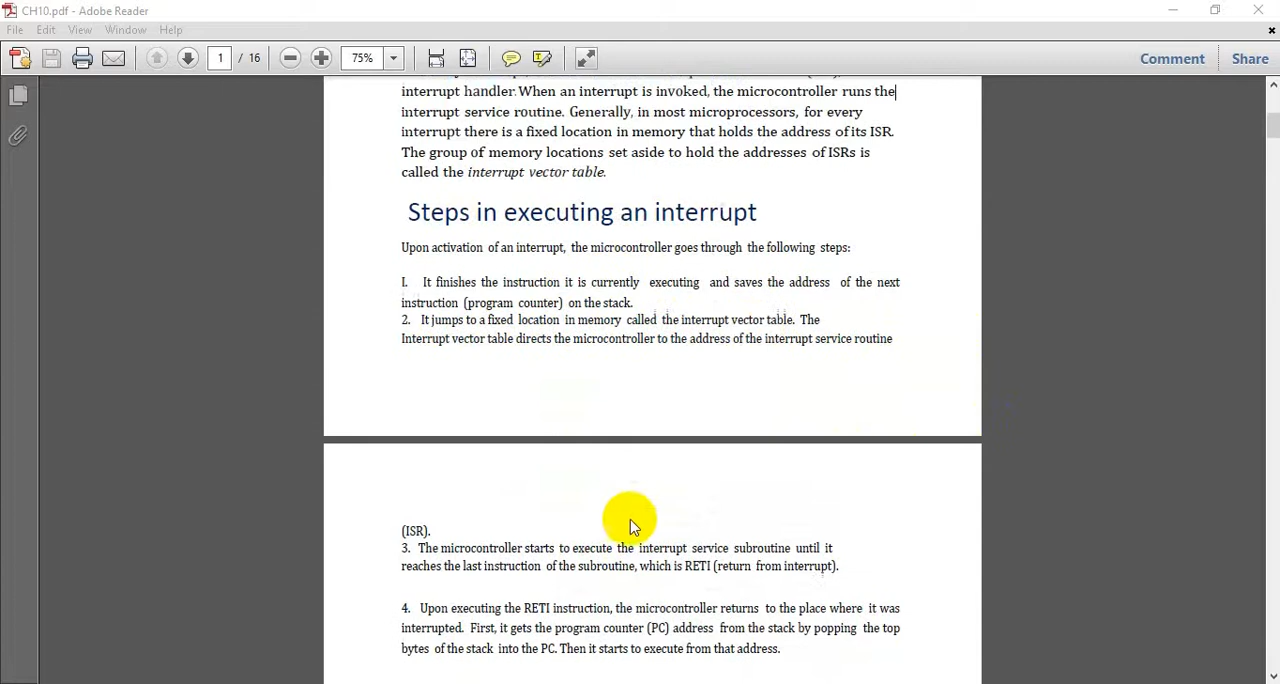 CH10.pdf - Adobe Reader
File Edit View Window Help
1 / 16 75% Comment Share
interrupt handler. When an interrupt is invoked, the microcontroller runs the
interrupt service routine. Generally, in most microprocessors, for every
interrupt there is a fixed location in memory that holds the address of its ISR.
The group of memory locations set aside to hold the addresses of ISRs is
called the interrupt vector table.
Steps in executing an interrupt
Upon activation of an interrupt, the microcontroller goes through the following steps:
I. It finishes the instruction it is currently executing and saves the address of the next
instruction (program counter) on the stack.
2. It jumps to a fixed location in memory called the interrupt vector table. The
Interrupt vector table directs the microcontroller to the address of the interrupt service routine
(ISR).
3. The microcontroller starts to execute the interrupt service subroutine until it
reaches the last instruction of the subroutine, which is RETI (return from interrupt).
4. Upon executing the RETI instruction, the microcontroller returns to the place where it was
interrupted. First, it gets the program counter (PC) address from the stack by popping the top
bytes of the stack into the PC. Then it starts to execute from that address.